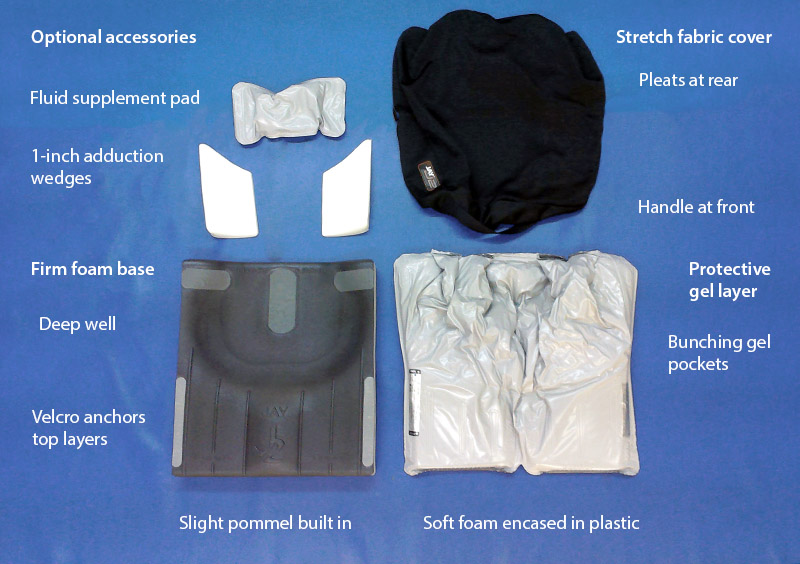 Optional accessories
Fluid supplement pad
1-inch adduction
wedges
Stretch fabric cover
Pleats at rear
JAY
Handle at front
Firm foam base
Deep well
Velcro anchors
top layers
JAY
Slight pommel built in
Protective
gel layer
Bunching gel
pockets
Soft foam encased in plastic